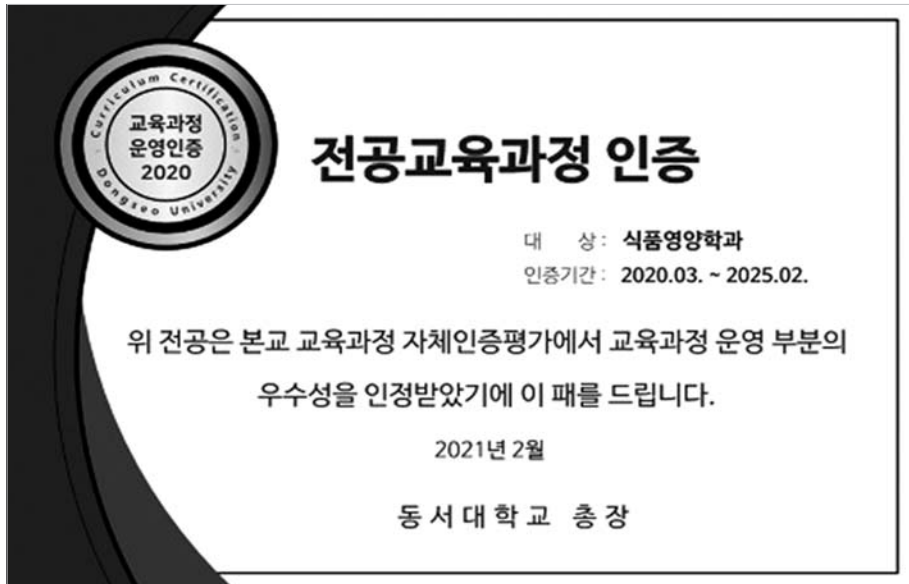 Curriculum Certification
교육과정
운영인증
2020
Dongseo University
전공교육과정 인증
대 상 : 식품영양학과
인증기간 : 2020.03. ~ 2025.02.
위 전공은 본교 교육과정 자체인증평가에서 교육과정 운영 부분의
우수성을 인정받았기에 이 패를 드립니다.
2021년 2월
동서대학교 총장